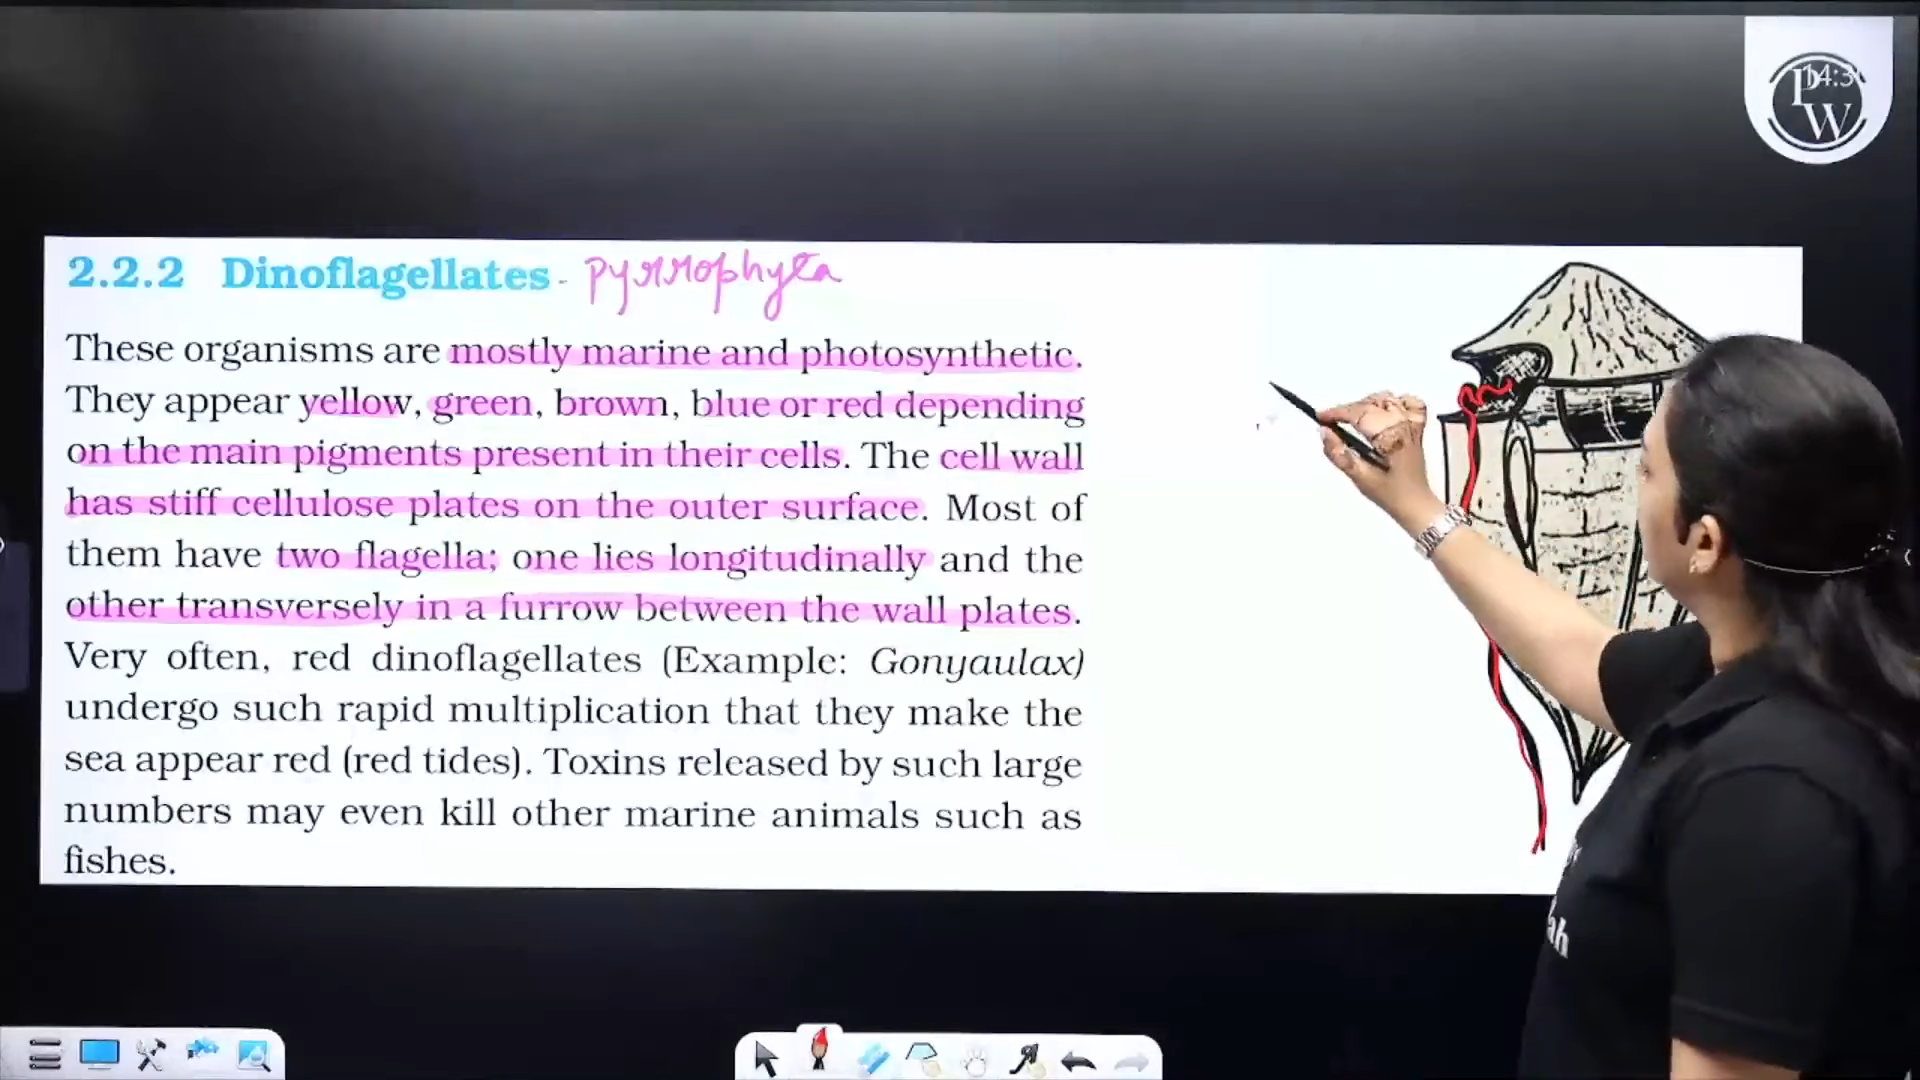 14:3
PW
2.2.2 Dinoflagellates - pyrrophyta
These organisms are mostly marine and photosynthetic.
They appear yellow, green, brown, blue or red depending
on the main pigments present in their cells. The cell wall
has stiff cellulose plates on the outer surface. Most of
them have two flagella; one lies longitudinally and the
other transversely in a furrow between the wall plates.
Very often, red dinoflagellates (Example: Gonyaulax)
undergo such rapid multiplication that they make the
sea appear red (red tides). Toxins released by such large
numbers may even kill other marine animals such as
fishes.